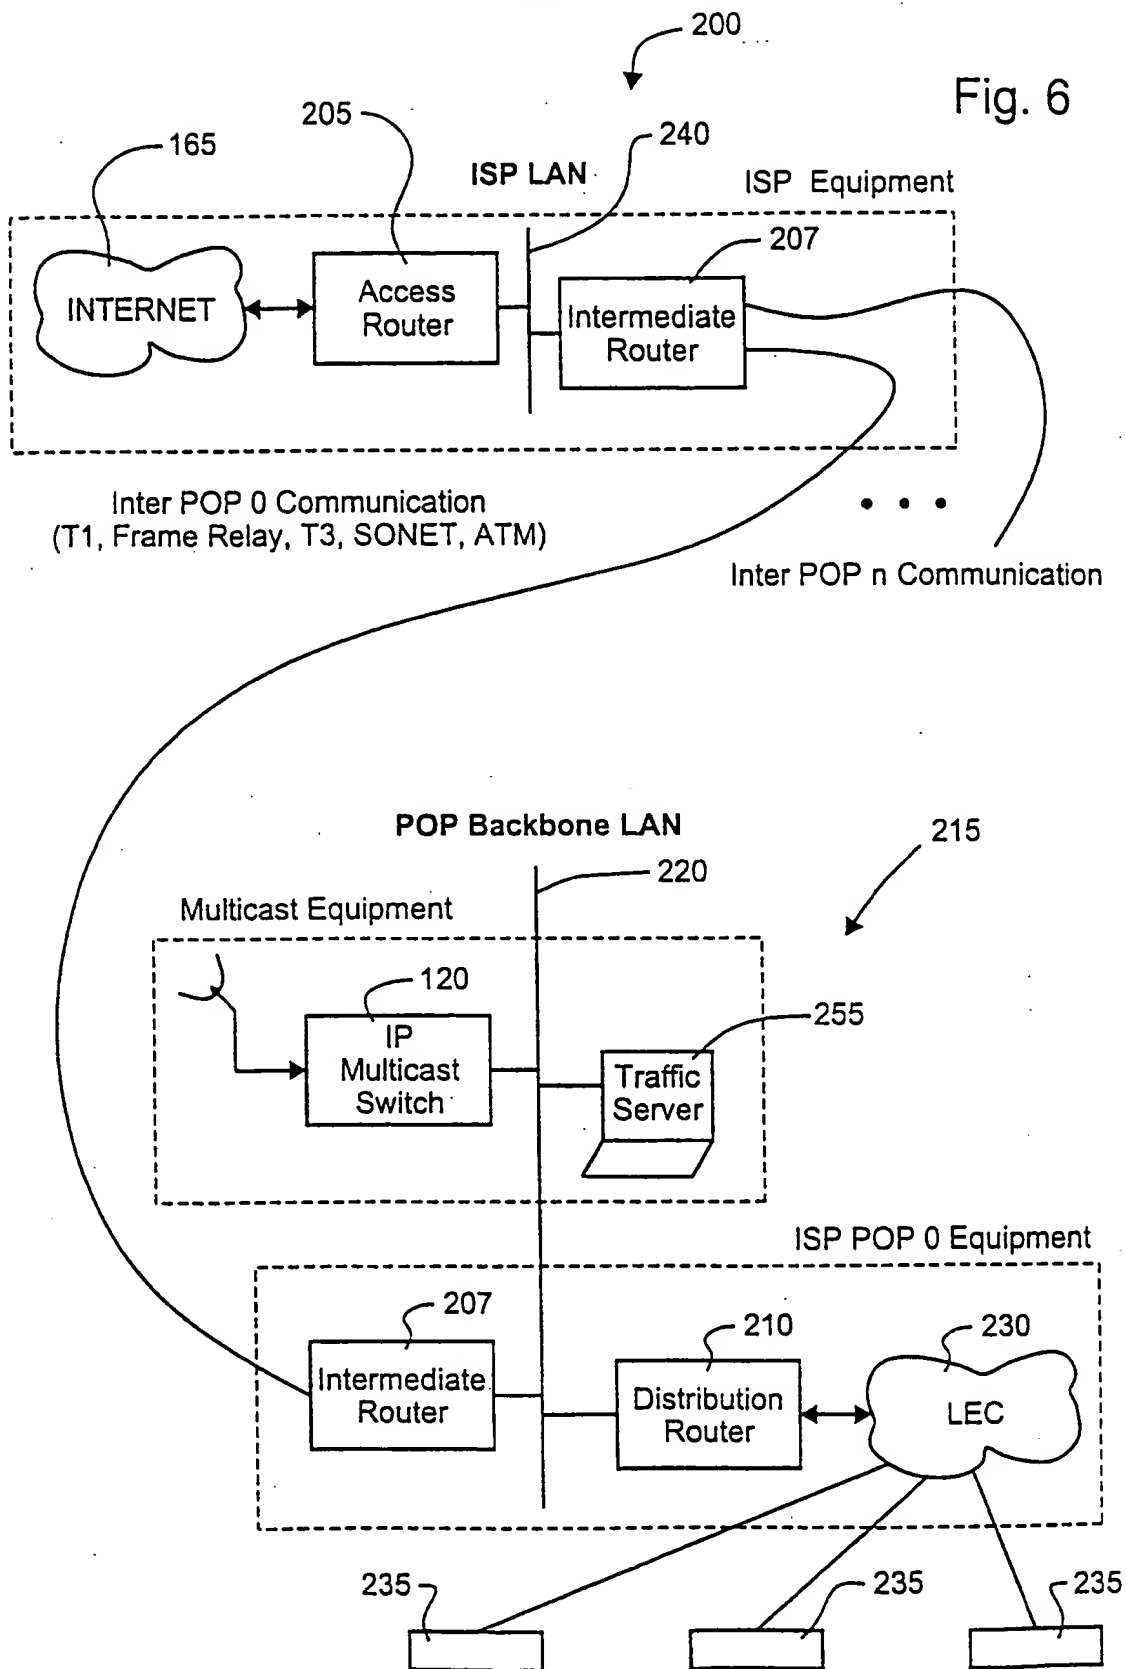 200
Fig. 6
205
240
165
ISP LAN
ISP Equipment
207
INTERNET
Access
Router
Intermediate
Router
Inter POP 0 Communication
(T1, Frame Relay, T3, SONET, ATM)
• • •
Inter POP n Communication
POP Backbone LAN
215
220
Multicast Equipment
120
255
IP
Multicast
Switch
Traffic
Server
ISP POP 0 Equipment
207
210
230
Intermediate
Router
Distribution
Router
LEC
235
235
235